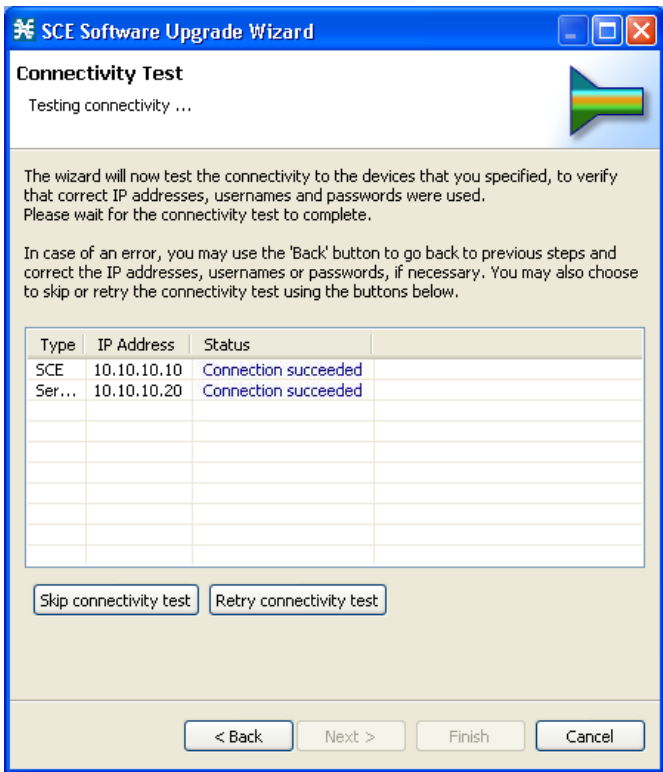 SCE Software Upgrade Wizard
Connectivity Test
Testing connectivity ...
The wizard will now test the connectivity to the devices that you specified, to verify
that correct IP addresses, usernames and passwords were used.
Please wait for the connectivity test to complete.
In case of an error, you may use the 'Back' button to go back to previous steps and
correct the IP addresses, usernames or passwords, if necessary. You may also choose
to skip or retry the connectivity test using the buttons below.
Type IP Address Status
SCE 10.10.10.10 Connection succeeded
Ser... 10.10.10.20 Connection succeeded
Skip connectivity test Retry connectivity test
< Back Next > Finish Cancel